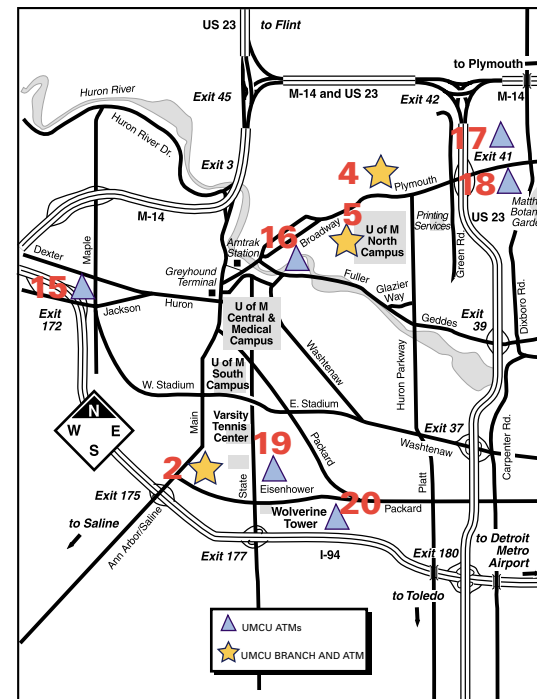 US 23
to Flint
to Plymouth
Huron River
Exit 45
M-14 and US 23
Exit 42
M-14
Huron River Dr.
17
Exit 41
Exit 3
4
Plymouth
18
M-14
Printing
Services
US 23
Matth
Botan
Garde
5
Broadway
U of M
North
Campus
16
Maple
Dexter
Amtrak
Station
Green Rd.
Greyhound
Terminal
Fuller
Glazier
Way
15
Exit
172
Jackson
Huron
U of M
Central &
Medical
Campus
Geddes
Exit
39
Dixboro Rd.
Washtenaw
Huron Parkway
U of M
South
Campus
W. Stadium
E. Stadium
N
W E
S
Main
Varsity
Tennis
Center
Packard
Exit 37
Washtenaw
Carpenter Rd.
19
2
State
Eisenhower
Platt
Exit 175
20
Packard
Wolverine
Tower
to Saline
Ann Arbor/Saline
Exit 177
I-94
Exit 180
to Detroit
Metro
Airport
to Toledo
UMCU ATMs
UMCU BRANCH AND ATM